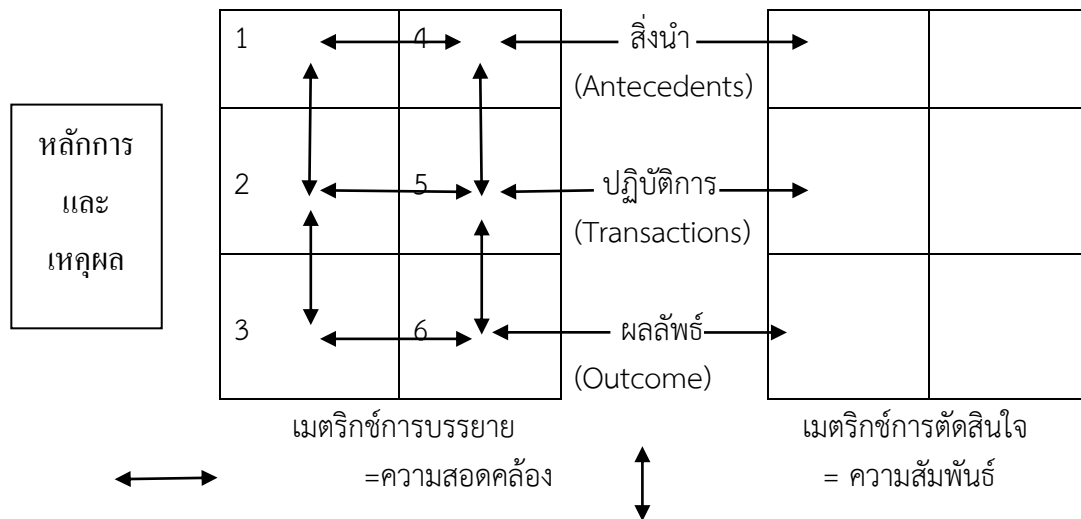 1 4 สิ่งนำ
(Antecedents)
หลักการ
และ
เหตุผล
2 5 ปฏิบัติการ
(Transactions)
3 6 ผลลัพธ์
(Outcome)
เมตริกช์การบรรยาย เมตริกช์การตัดสินใจ
=ความสอดคล้อง = ความสัมพันธ์